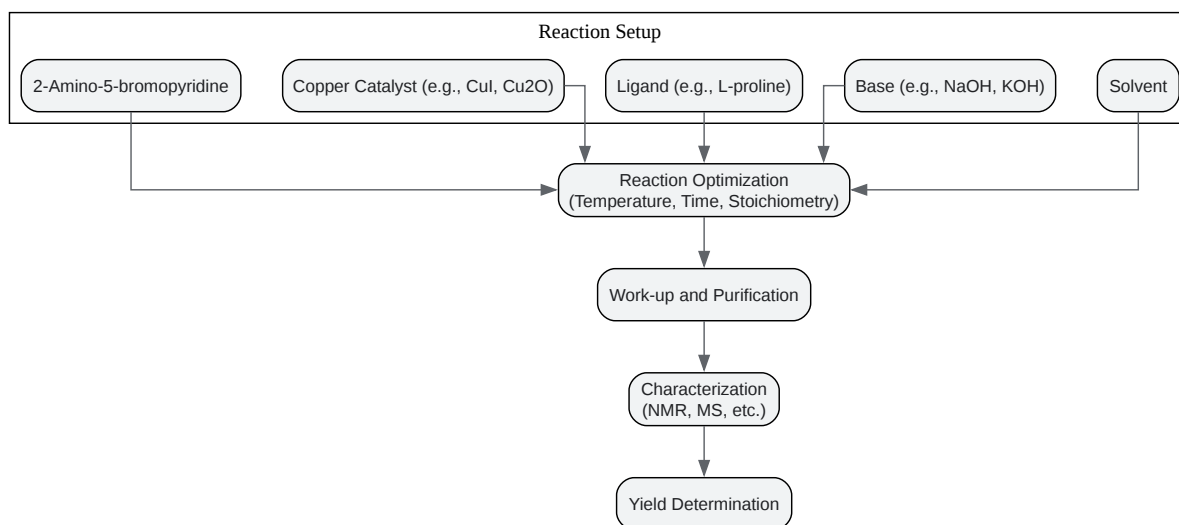 Reaction Setup
2-Amino-5-bromopyridine
Copper Catalyst (e.g., CuI, Cu2O)
Ligand (e.g., L-proline)
Base (e.g., NaOH, KOH)
Solvent
Reaction Optimization
(Temperature, Time, Stoichiometry)
Work-up and Purification
Characterization
(NMR, MS, etc.)
Yield Determination